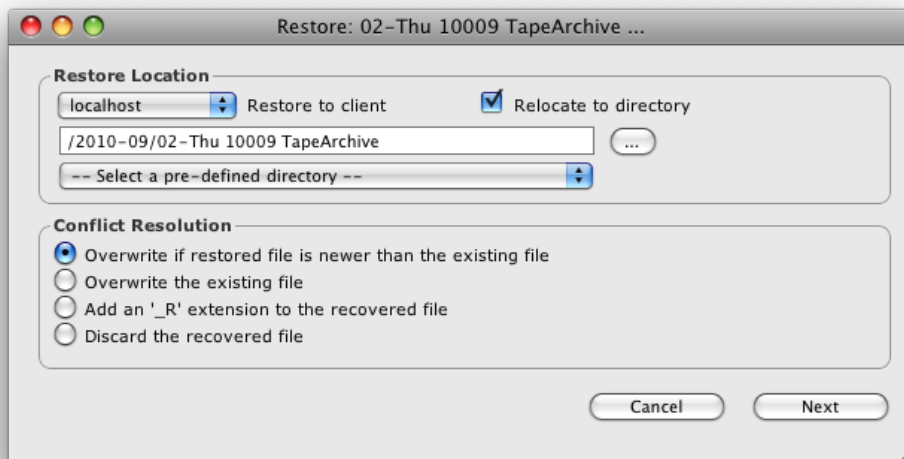 Restore: 02-Thu 10009 TapeArchive ...
Restore Location
localhost Restore to client Relocate to directory
/2010-09/02-Thu 10009 TapeArchive ...
-- Select a pre-defined directory --
Conflict Resolution
Overwrite if restored file is newer than the existing file
Overwrite the existing file
Add an '_R' extension to the recovered file
Discard the recovered file
Cancel Next